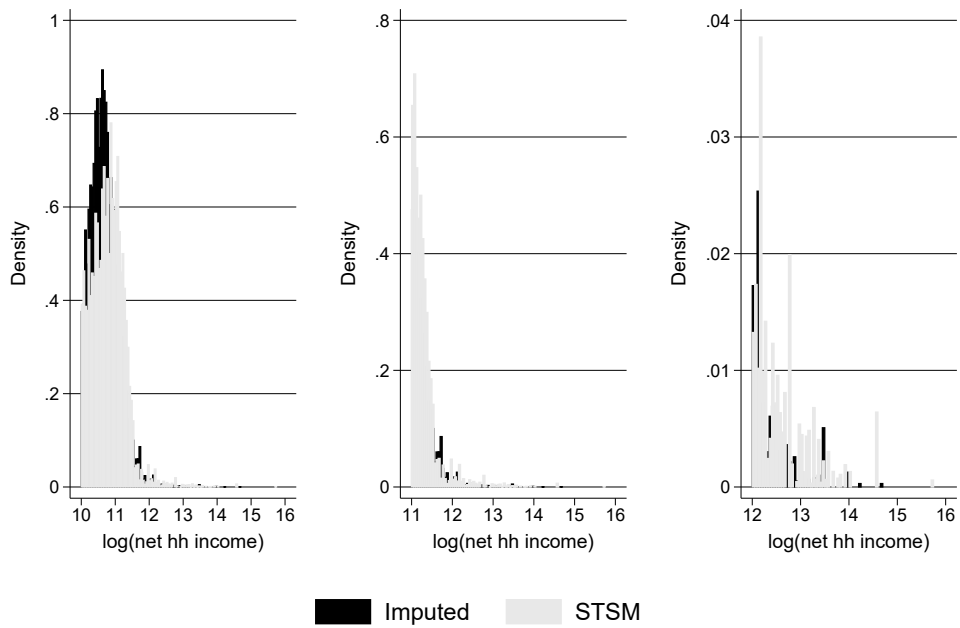 1
.8
.6
.4
.2
0
Density
10 11 12 13 14 15 16
log(net hh income)
.8
.6
.4
.2
0
Density
11 12 13 14 15 16
log(net hh income)
.04
.03
.02
.01
0
Density
12 13 14 15 16
log(net hh income)
Imputed STSM